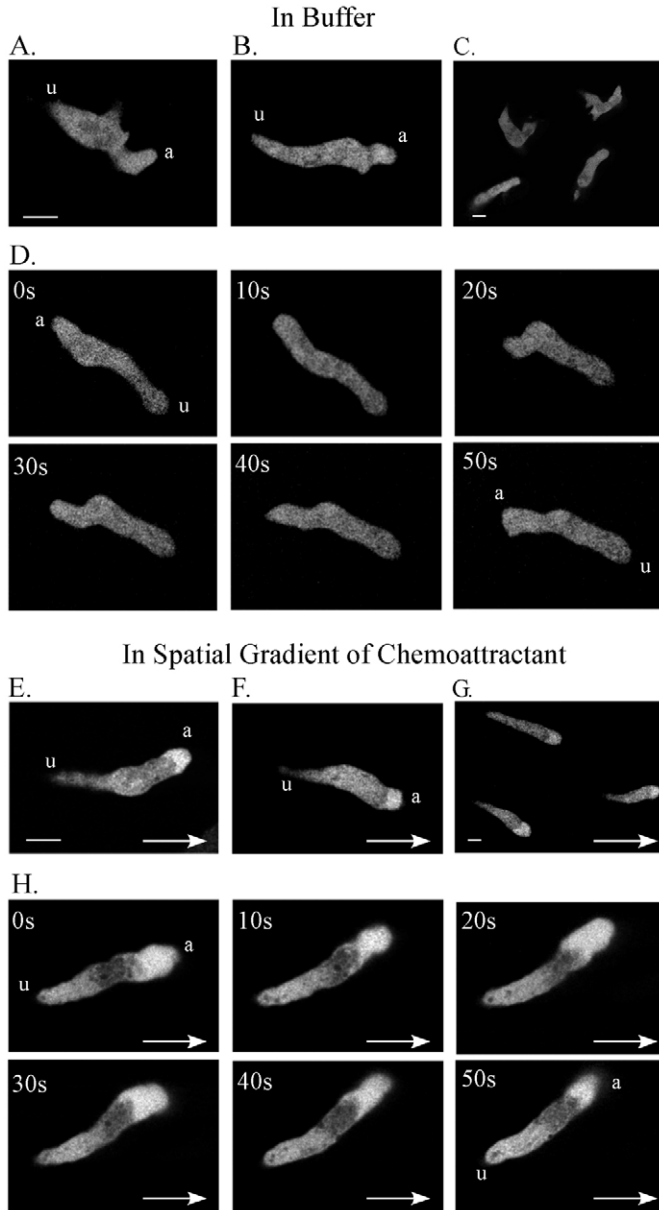 In Buffer
A. B. C.
u a u a
D.
0s 10s 20s
a u
30s 40s 50s
a u
In Spatial Gradient of Chemoattractant
E. F. G.
u a u a
H.
0s 10s 20s
a u
30s 40s 50s
a u